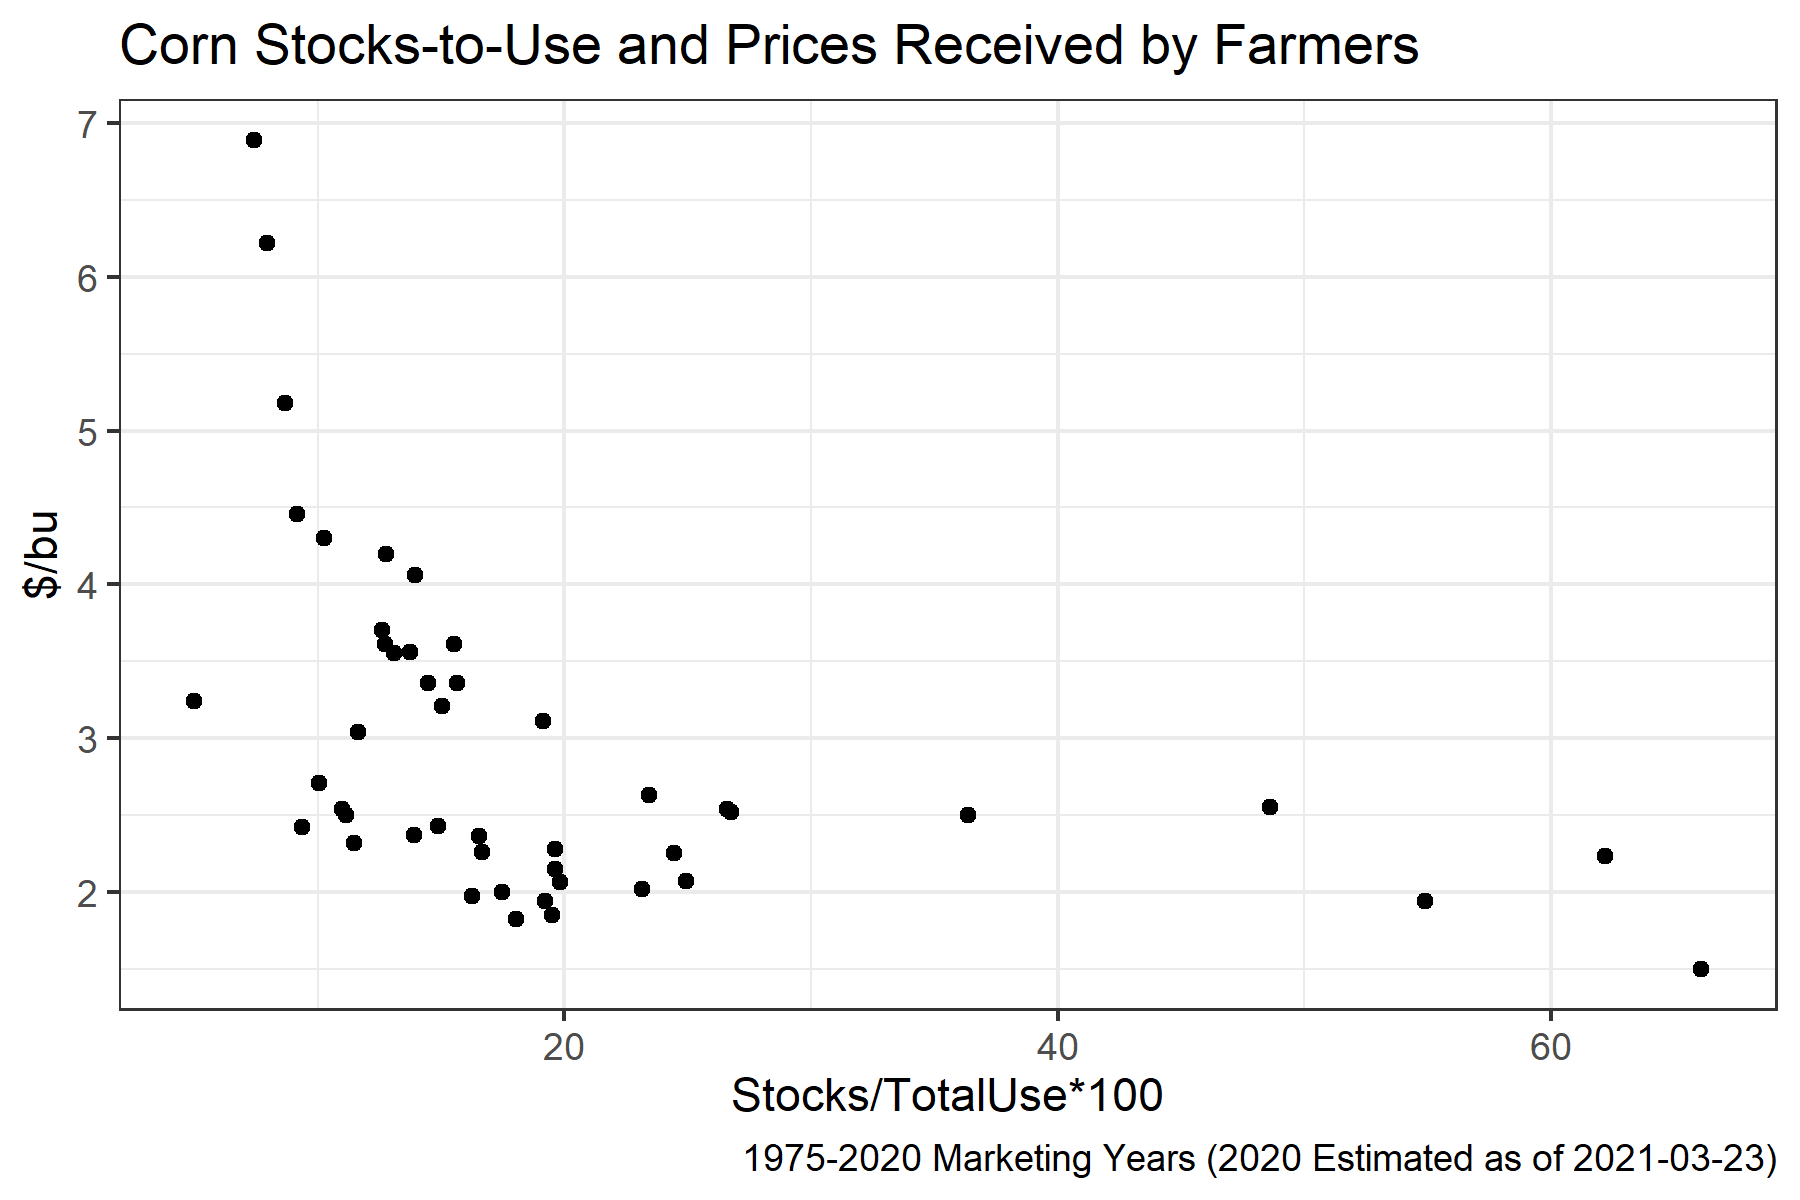 Corn Stocks-to-Use and Prices Received by Farmers
7
6
5
4
3
2
$/bu
20 40 60
Stocks/TotalUse*100
1975-2020 Marketing Years (2020 Estimated as of 2021-03-23)